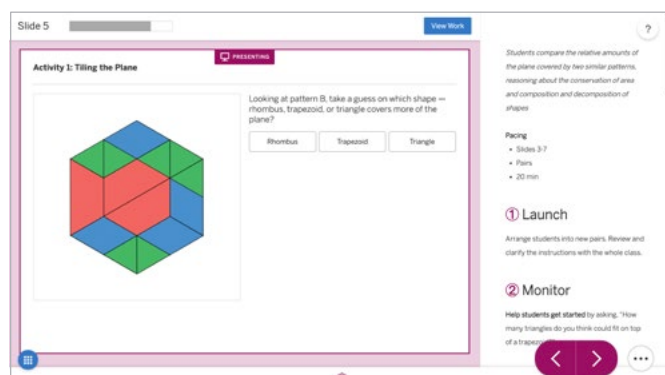 Slide 5
View Work
?
PRESENTING
Activity 1: Tiling the Plane
Looking at pattern B, take a guess on which shape —
rhombus, trapezoid, or triangle covers more of the
plane?
Rhombus
Trapezoid
Triangle
Students compare the relative amounts of
the plane covered by two similar patterns,
reasoning about the conservation of area
and composition and decomposition of
shapes
Pacing
• Slides 3-7
• Pairs
• 20 min
1 Launch
Arrange students into new pairs. Review and
clarify the instructions with the whole class.
2 Monitor
Help students get started by asking, "How
many triangles do you think could fit on top
of a